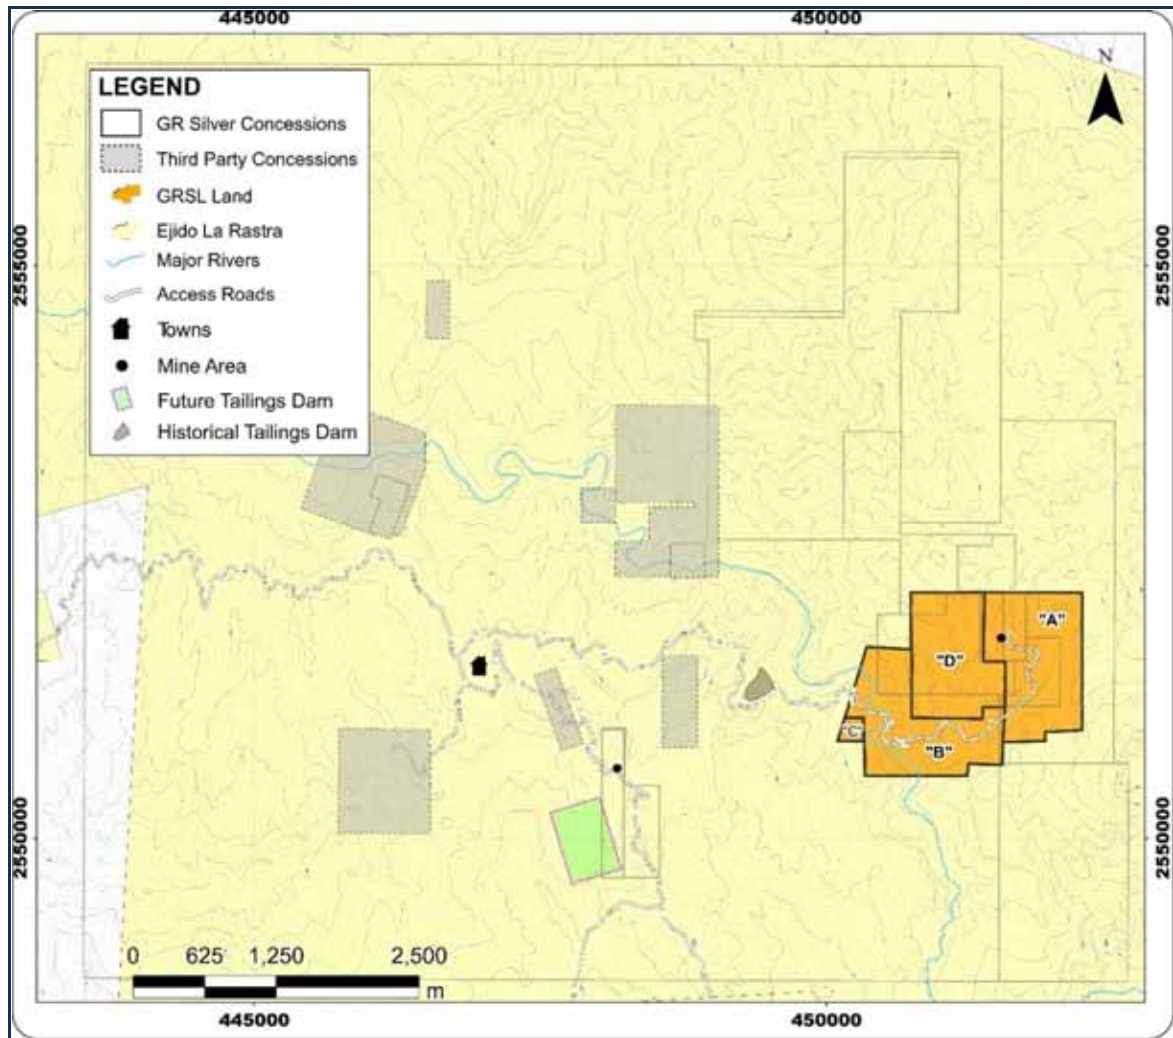 445000 450000
N
LEGEND
GR Silver Concessions
Third Party Concessions
GRSL Land
Ejido La Rastra
Major Rivers
Access Roads
Towns
Mine Area
Future Tailings Dam
Historical Tailings Dam
2555000 2555000
"A"
"D"
"C"
"B"
2550000 2550000
0 625 1,250 2,500
m
445000 450000